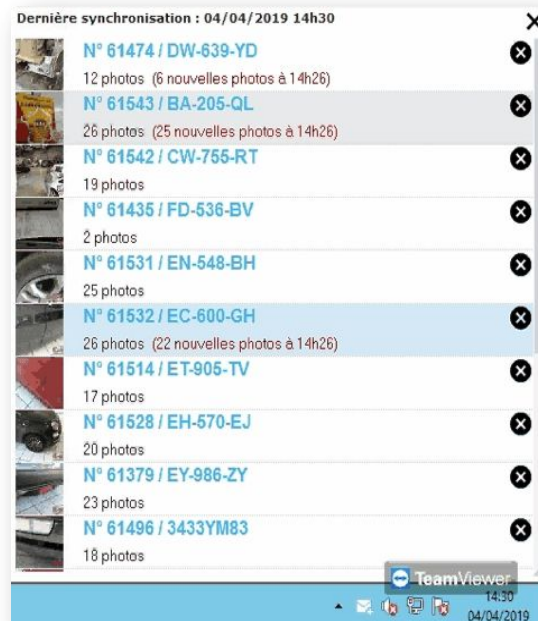 Dernière synchronisation : 04/04/2019 14h30
N° 61474 / DW-639-YD
12 photos (6 nouvelles photos à 14h26)
N° 61543 / BA-205-QL
26 photos (25 nouvelles photos à 14h26)
N° 61542 / CW-755-RT
19 photos
N° 61435 / FD-536-BV
2 photos
N° 61531 / EN-548-BH
25 photos
N° 61532 / EC-600-GH
26 photos (22 nouvelles photos à 14h26)
N° 61514 / ET-905-TV
17 photos
N° 61528 / EH-570-EJ
20 photos
N° 61379 / EY-986-ZY
23 photos
N° 61496 / 3433YM83
18 photos
TeamViewer
14:30
04/04/2019